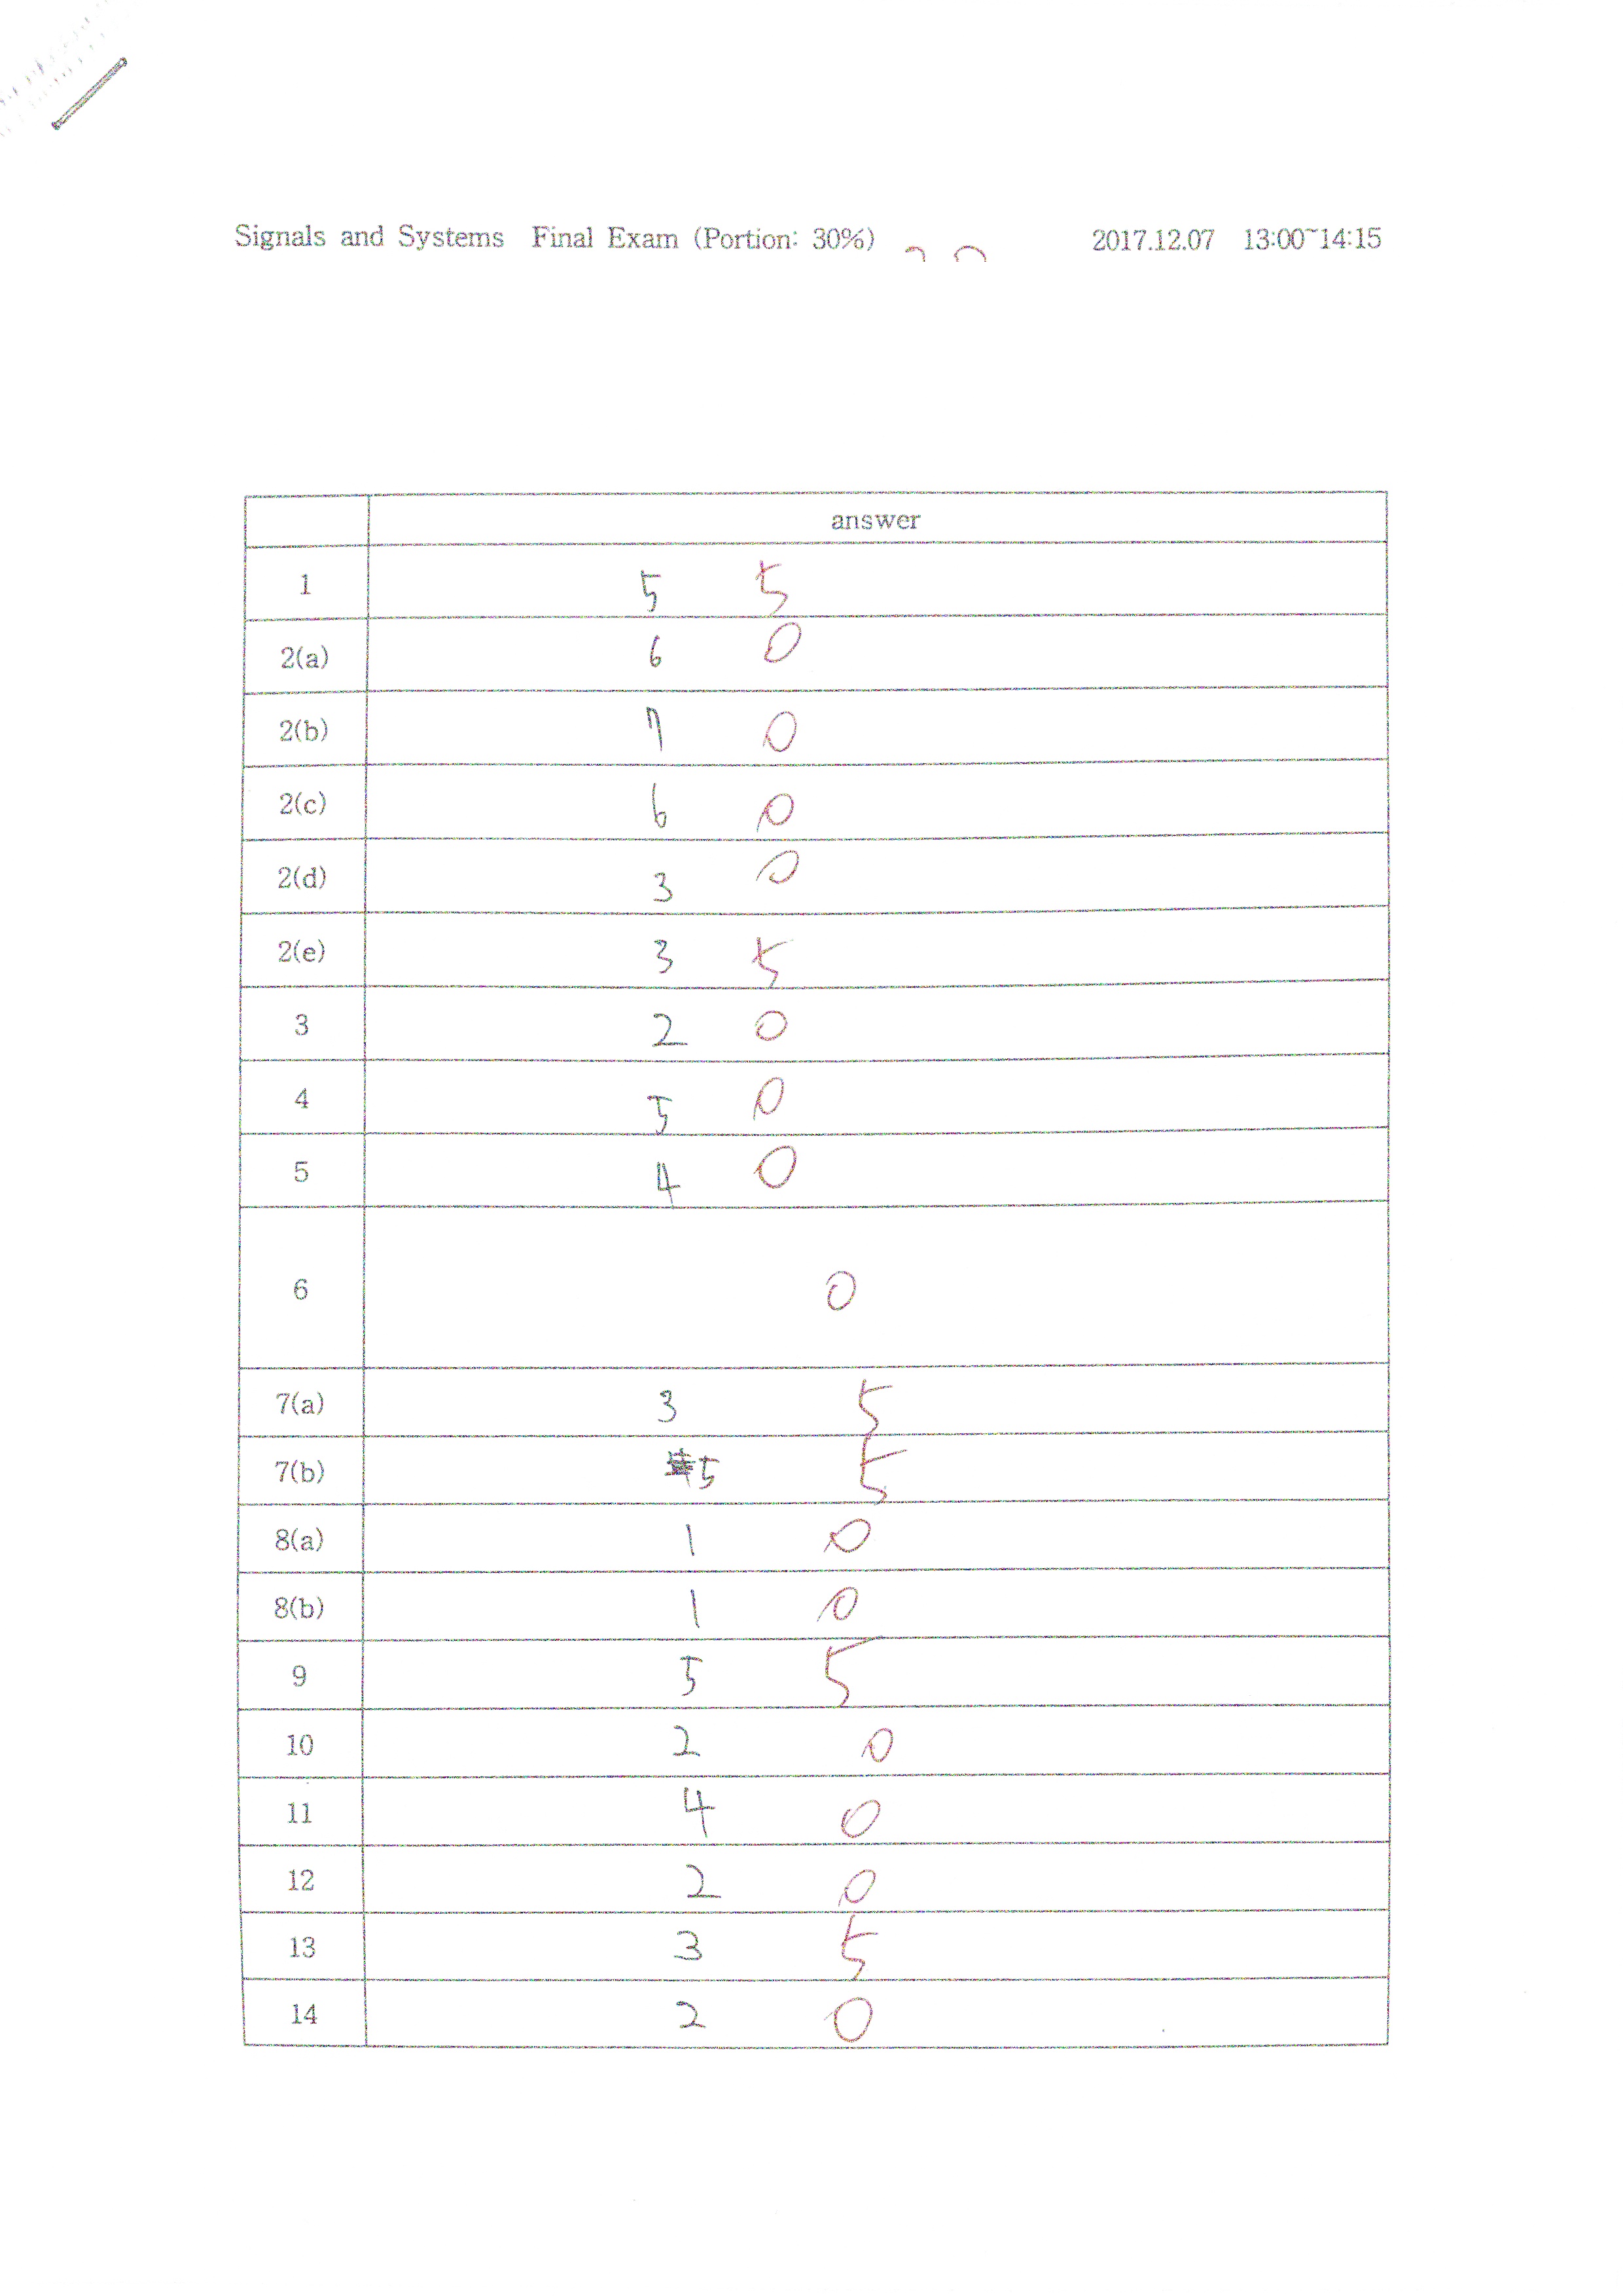 Signals and Systems Final Exam (Portion: 30%) 2017.12.07 13:00~14:15
answer
1 5 5
2(a) 6 0
2(b) 7 0
2(c) 6 0
2(d) 3 0
2(e) 3 5
3 2 0
4 5 0
5 4 0
6 0
7(a) 3 5
7(b) 5 5
8(a) 1 0
8(b) 1 0
9 5 5
10 2 0
11 4 0
12 2 0
13 3 5
14 2 0